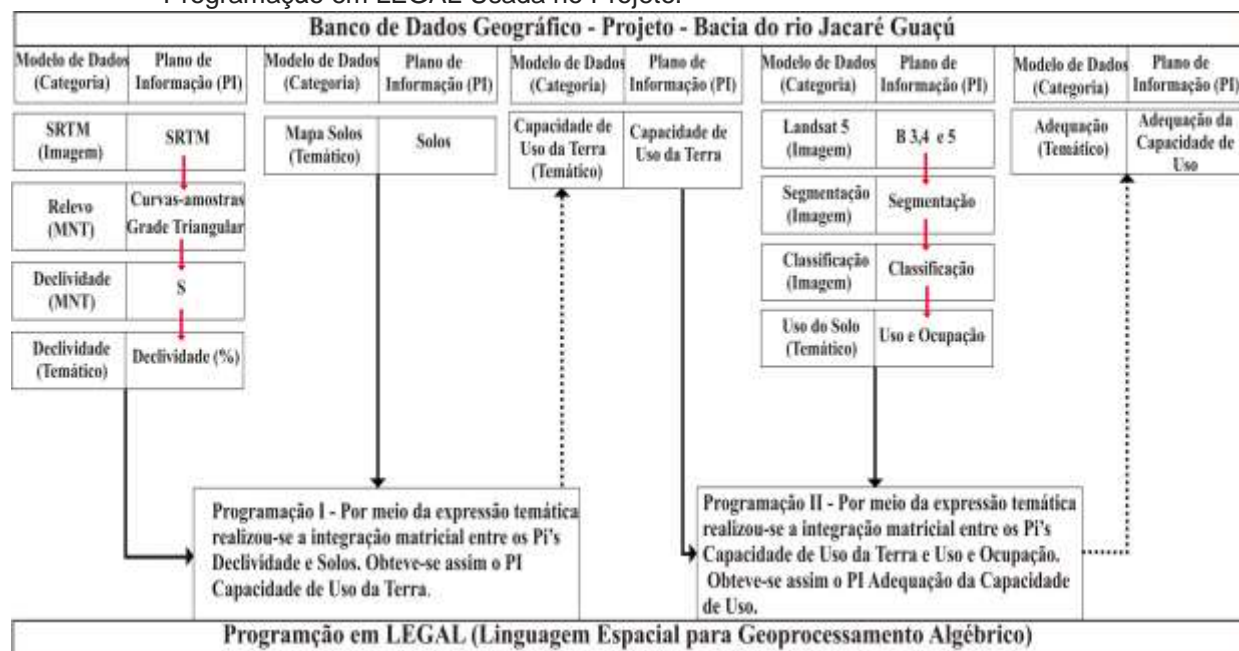 Programação em LEGAL Usada no Projeto.
Banco de Dados Geográfico - Projeto - Bacia do rio Jacaré Guaçú
Modelo de Dados
(Categoria)
Plano de
Informação (PI)
Modelo de Dados
(Categoria)
Plano de
Informação (PI)
Modelo de Dados
(Categoria)
Plano de
Informação (PI)
Modelo de Dados
(Categoria)
Plano de
Informação (PI)
Modelo de Dados
(Categoria)
Plano de
Informação (PI)
SRTM
(Imagem)
SRTM
Relevo
(MNT)
Curvas-amostras
Grade Triangular
Declividade
(MNT)
S
Declividade
(Temático)
Declividade (%)
Mapa Solos
(Temático)
Solos
Capacidade de
Uso da Terra
(Temático)
Capacidade de
Uso da Terra
Landsat 5
(Imagem)
B 3,4 e 5
Segmentação
(Imagem)
Segmentação
Classificação
(Imagem)
Classificação
Uso do Solo
(Temático)
Uso e Ocupação
Adequação
(Temático)
Adequação da
Capacidade de
Uso
Programação I - Por meio da expressão temática
realizou-se a integração matricial entre os Pi's
Declividade e Solos. Obteve-se assim o PI
Capacidade de Uso da Terra.
Programação II - Por meio da expressão temática
realizou-se a integração matricial entre os Pi's
Capacidade de Uso da Terra e Uso e Ocupação.
Obteve-se assim o PI Adequação da Capacidade
de Uso.
Programção em LEGAL (Linguagem Espacial para Geoprocessamento Algébrico)